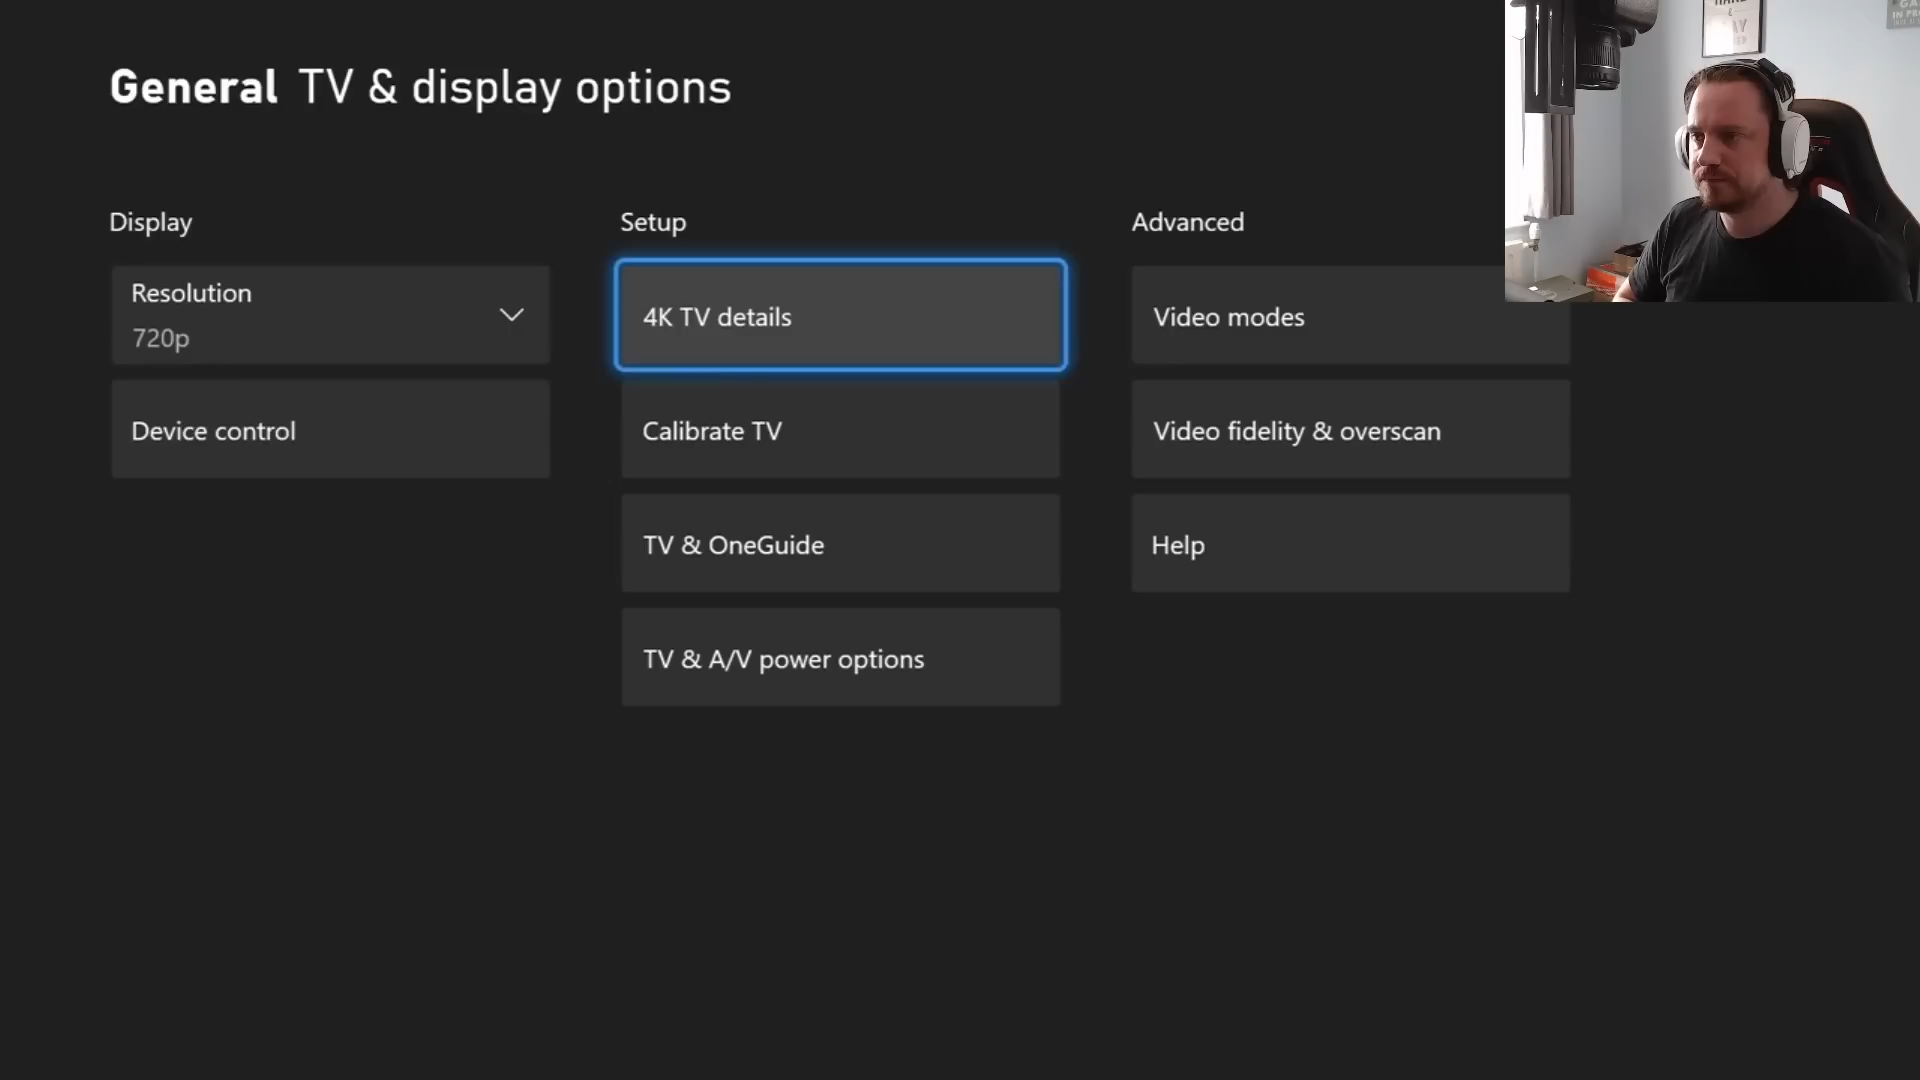 General TV & display options
Display
Setup
Advanced
Resolution
720p
4K TV details
Video modes
Device control
Calibrate TV
Video fidelity & overscan
TV & OneGuide
Help
TV & A/V power options